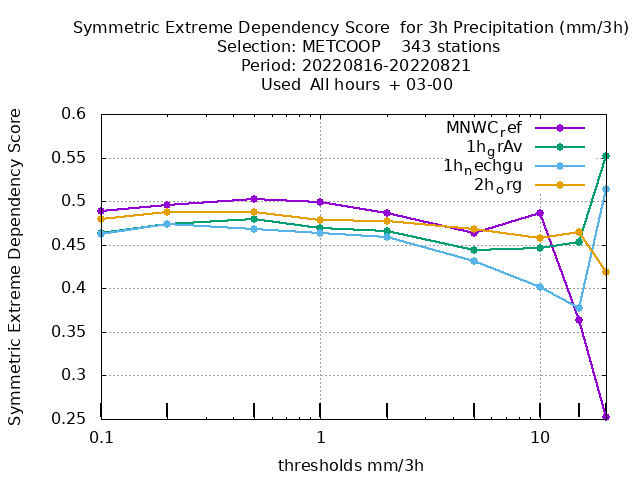 Symmetric Extreme Dependency Score  for 3h Precipitation (mm/3h)
Selection: METCOOP    343 stations
Period: 20220816-20220821
Used  All hours  + 03-00
Symmetric Extreme Dependency Score
0.6
0.55
0.5
0.45
0.4
0.35
0.3
0.25
MNWC_ref
1h_grAv
1h_nechgu
2h_org
0.1 1 10
thresholds mm/3h